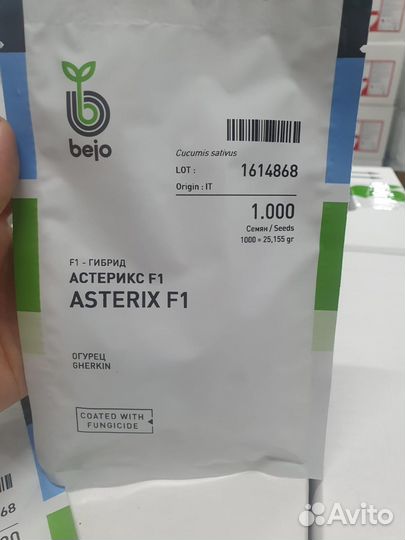 bejo
Cucumis sativus
LOT : 1614868
Origin : IT
1.000
Семян / Seeds
1000 = 25,155 gr
F1 - ГИБРИД
АСТЕРИКС F1
ASTERIX F1
ОГУРЕЦ
GHERKIN
COATED WITH
FUNGICIDE
68
00
Avito